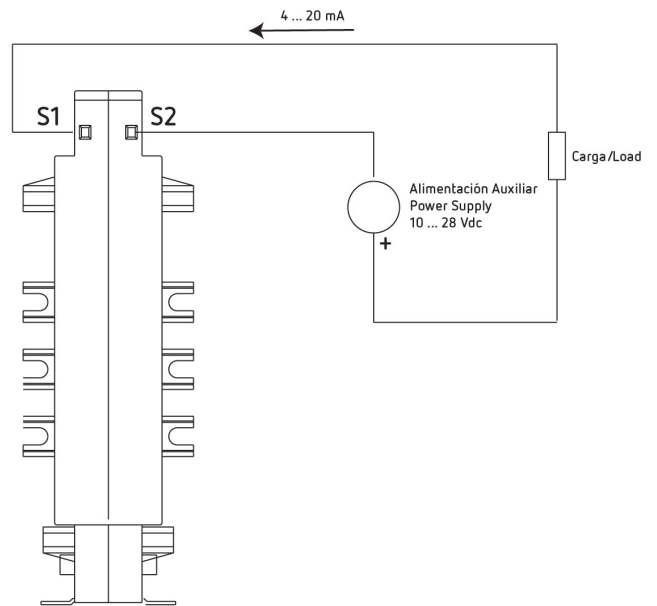 4 ... 20 mA
S1
S2
Carga/Load
Alimentación Auxiliar
Power Supply
10 ... 28 Vdc
+